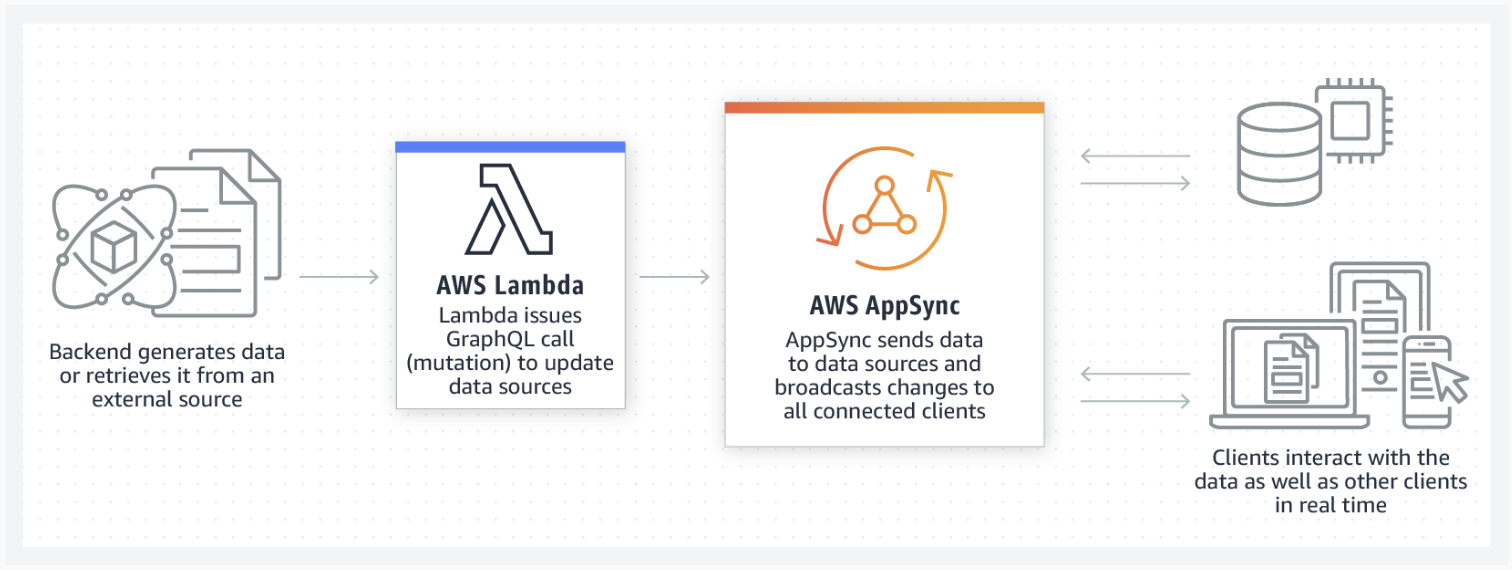 Backend generates data
or retrieves it from an
external source
AWS Lambda
Lambda issues
GraphQL call
(mutation) to update
data sources
AWS AppSync
AppSync sends data
to data sources and
broadcasts changes to
all connected clients
Clients interact with the
data as well as other clients
in real time